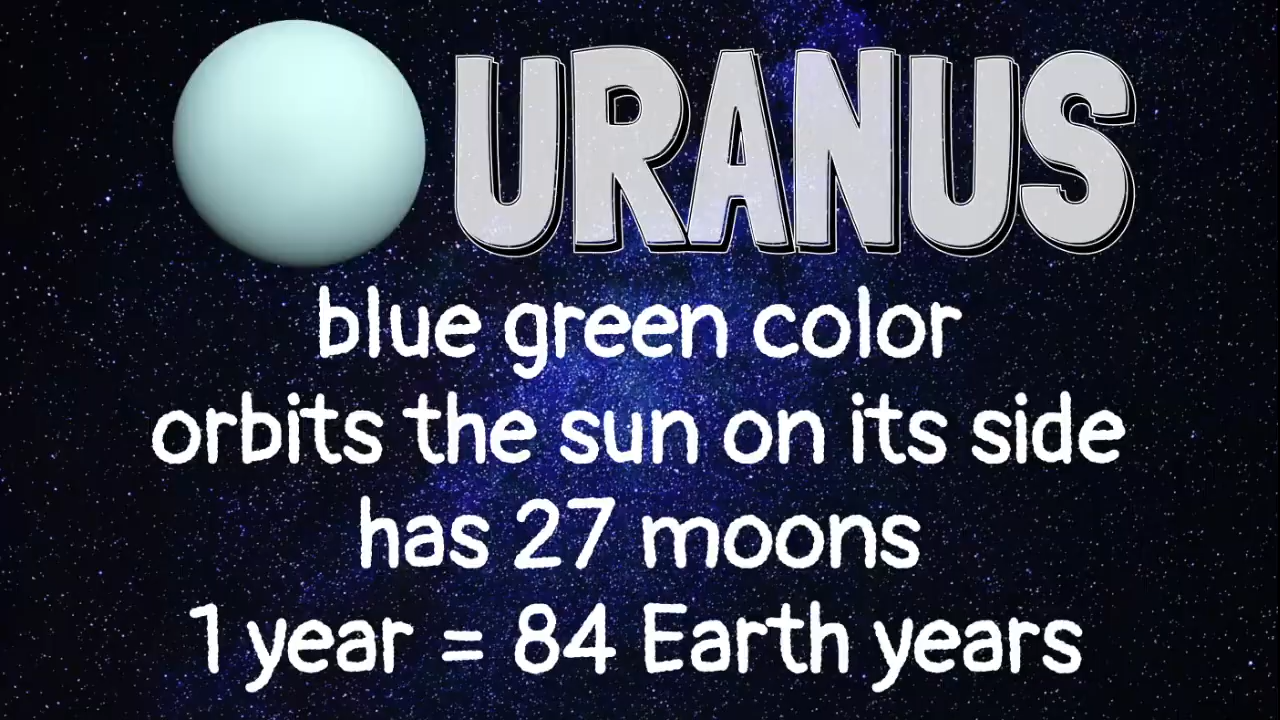 URANUS
blue green color
orbits the sun on its side
has 27 moons
1 year = 84 Earth years